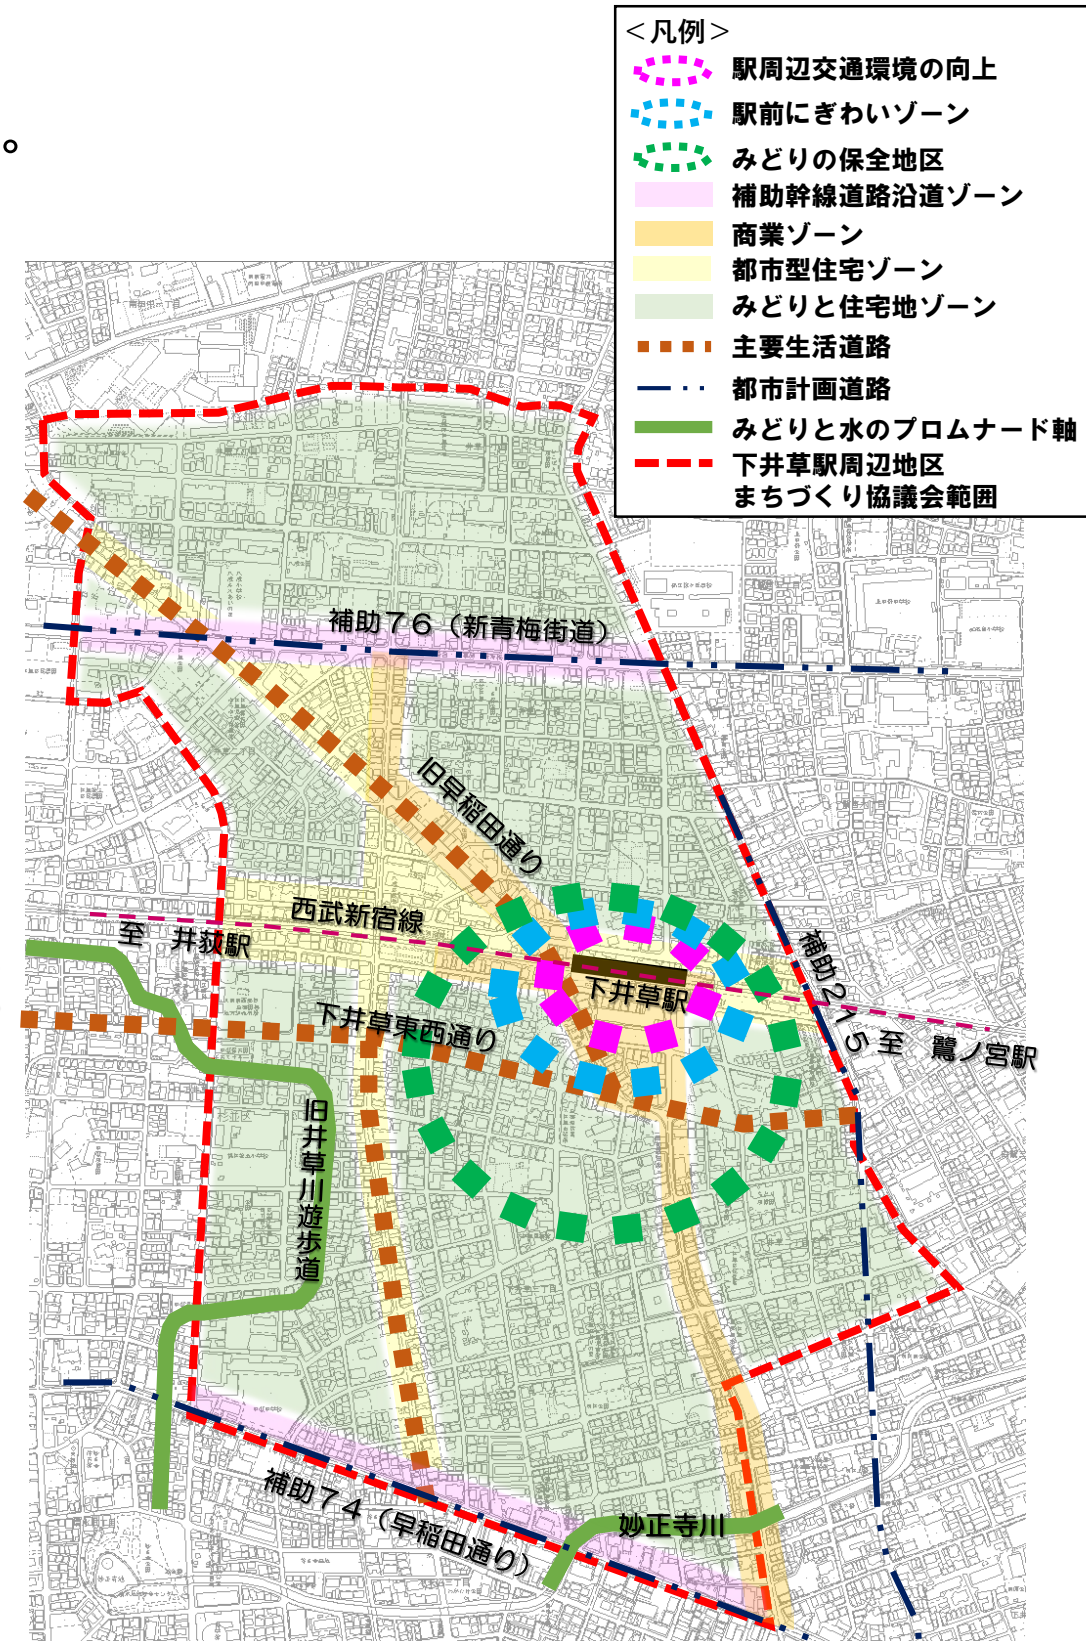 。
＜凡例＞
駅周辺交通環境の向上
駅前にぎわいゾーン
みどりの保全地区
補助幹線道路沿道ゾーン
商業ゾーン
都市型住宅ゾーン
みどりと住宅地ゾーン
主要生活道路
都市計画道路
みどりと水のプロムナード軸
下井草駅周辺地区
まちづくり協議会範囲
補助７６（新青梅街道）
旧早稲田通り
西武新宿線
至　井荻駅
下井草駅
補助２１５
至　鷺ノ宮駅
下井草東西通り
旧井草川遊歩道
補助７４（早稲田通り）
妙正寺川